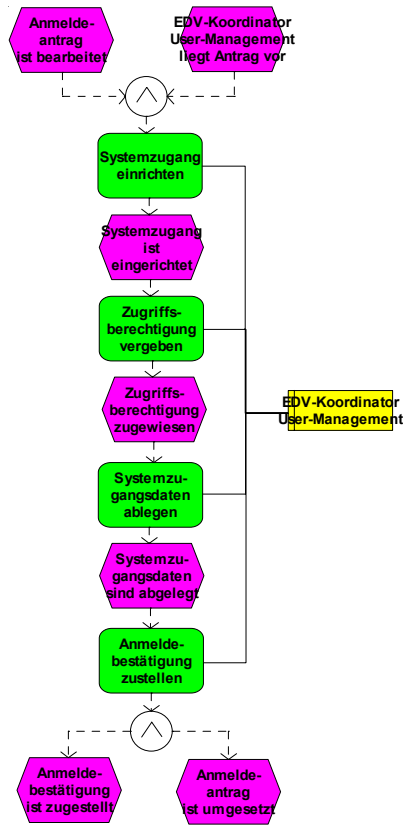 Anmelde-
antrag
ist bearbeitet
EDV-Koordinator
User-Management
liegt Antrag vor
Systemzugang
einrichten
Systemzugang
ist
eingerichtet
Zugriffs-
berechtigung
vergeben
Zugriffs-
berechtigung
zugewiesen
EDV-Koordinator
User-Management
Systemzu-
gangsdaten
ablegen
Systemzu-
gangsdaten
sind abgelegt
Anmelde-
bestätigung
zustellen
Anmelde-
bestätigung
ist zugestellt
Anmelde-
antrag
ist umgesetzt